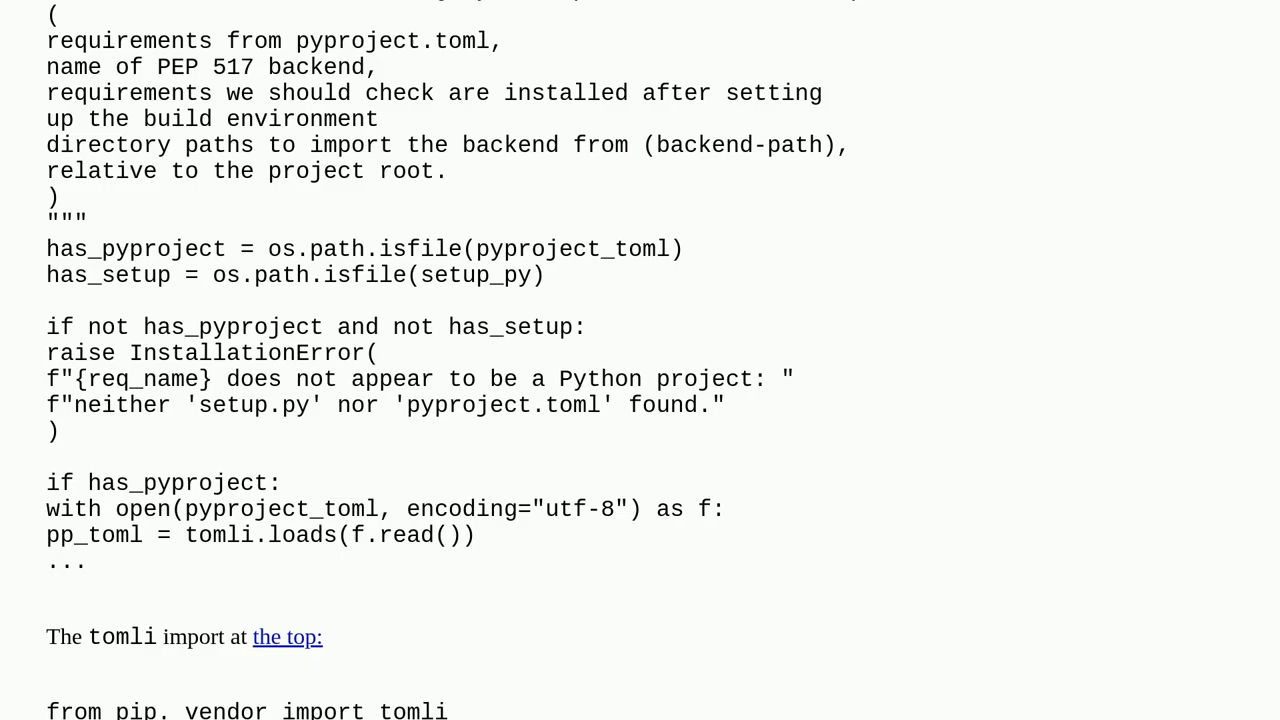 (
requirements from pyproject.toml,
name of PEP 517 backend,
requirements we should check are installed after setting
up the build environment
directory paths to import the backend from (backend-path),
relative to the project root.
)
"""
has_pyproject = os.path.isfile(pyproject_toml)
has_setup = os.path.isfile(setup_py)
if not has_pyproject and not has_setup:
raise InstallationError(
f"{req_name} does not appear to be a Python project: "
f"neither 'setup.py' nor 'pyproject.toml' found."
)
if has_pyproject:
with open(pyproject_toml, encoding="utf-8") as f:
pp_toml = tomli.loads(f.read())
...
The tomli import at the top:
from pip._vendor import tomli